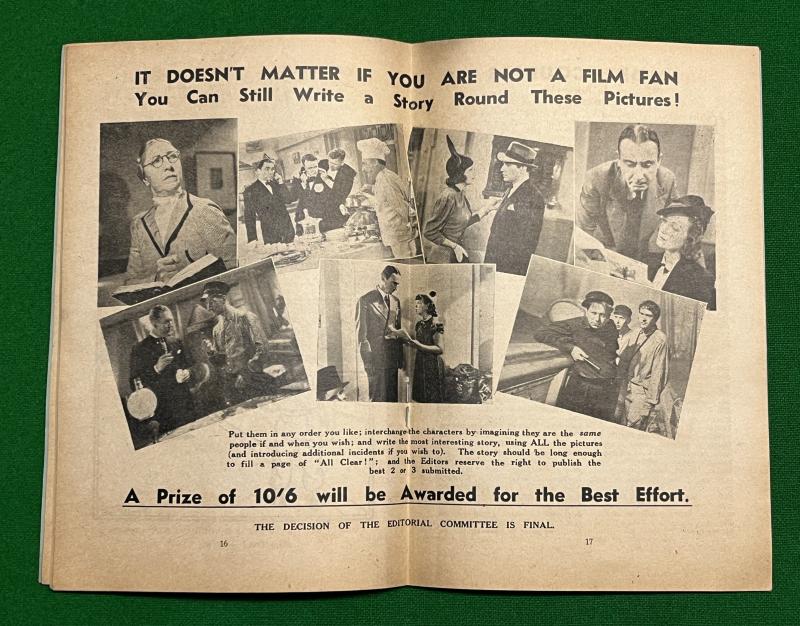 IT DOESN'T MATTER IF YOU ARE NOT A FILM FAN
You Can Still Write a Story Round These Pictures!
Put them in any order you like; interchange the characters by imagining they are the same
people if and when you wish; and write the most interesting story, using ALL the pictures
(and introducing additional incidents if you wish to). The story should be long enough
to fill a page of "All Clear!"; and the Editors reserve the right to publish the
best 2 or 3 submitted.
A Prize of 10/6 will be Awarded for the Best Effort.
THE DECISION OF THE EDITORIAL COMMITTEE IS FINAL.
16
17